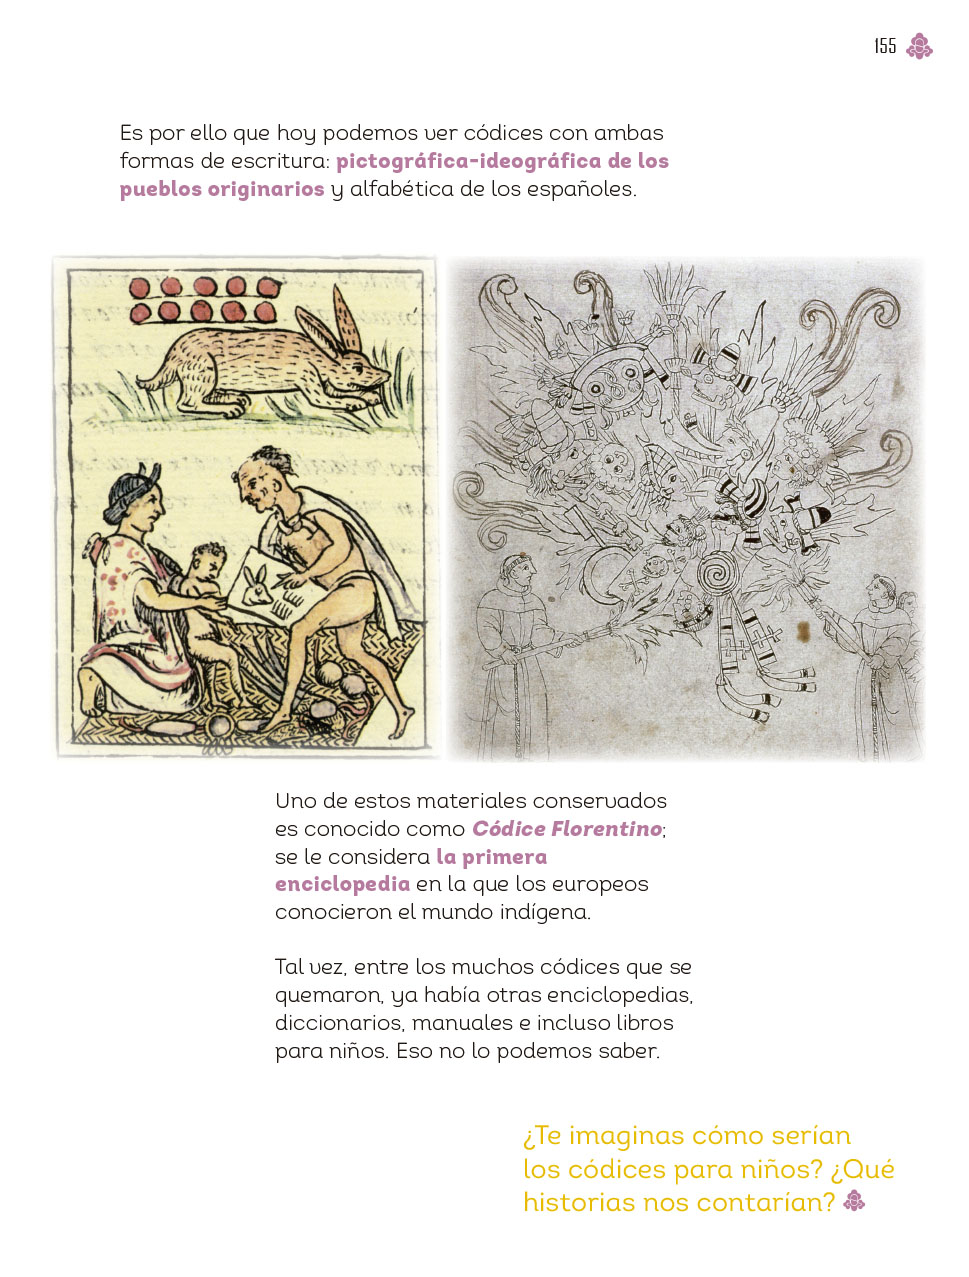 155
Es por ello que hoy podemos ver códices con ambas
formas de escritura: pictográfica-ideográfica de los
pueblos originarios y alfabética de los españoles.
Uno de estos materiales conservados
es conocido como Códice Florentino;
se le considera la primera
enciclopedia en la que los europeos
conocieron el mundo indígena.
Tal vez, entre los muchos códices que se
quemaron, ya había otras enciclopedias,
diccionarios, manuales e incluso libros
para niños. Eso no lo podemos saber.
¿Te imaginas cómo serían
los códices para niños? ¿Qué
historias nos contarían?